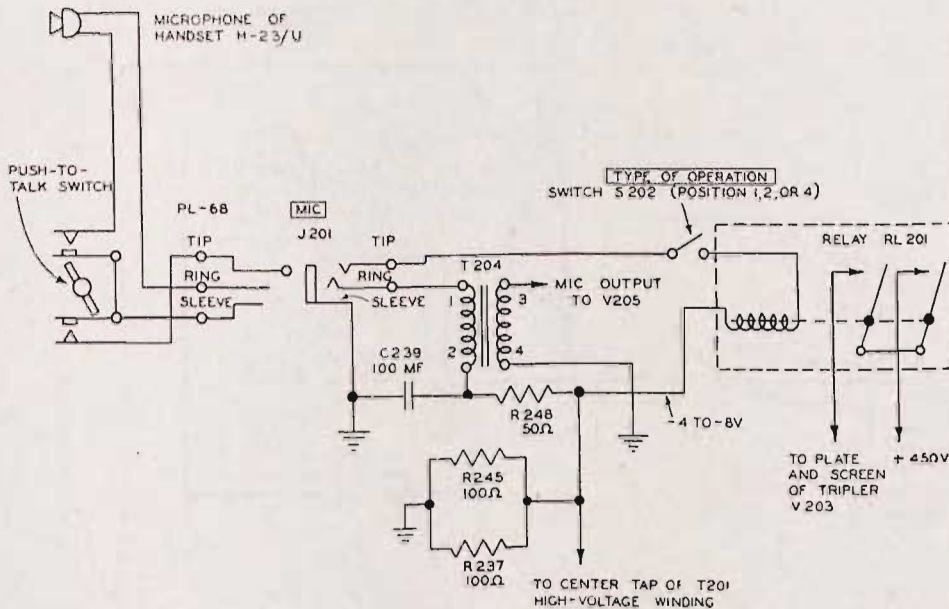 MICROPHONE OF
HANDSET H-23/U
PUSH-TO-
TALK SWITCH
PL-68
TIP
RING
SLEEVE
MIC
J201
TIP
RING
SLEEVE
TYPE OF OPERATION
SWITCH S202 (POSITION 1,2,OR 4)
T204
1
2
3
4
MIC OUTPUT
TO V205
RELAY RL201
C239
100 MF
R248
50Ω
-4 TO-8V
R245
100Ω
R237
100Ω
TO CENTER TAP OF T201
HIGH-VOLTAGE WINDING
TO PLATE
AND SCREEN
OF TRIPLER
V203
+450V